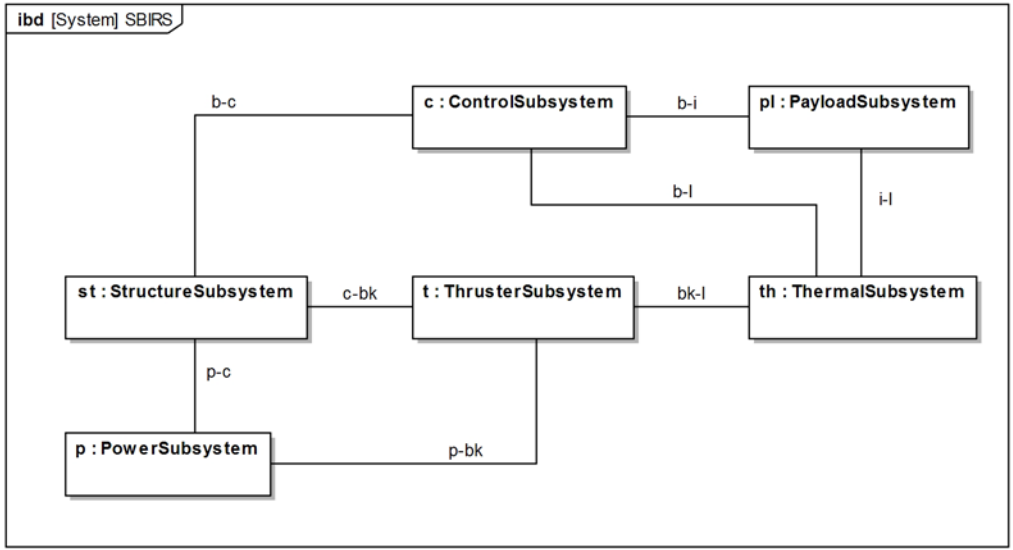 ibd [System] SBIRS
b-c
c : ControlSubsystem
b-i
pl : PayloadSubsystem
b-l
i-l
st : StructureSubsystem
c-bk
t : ThrusterSubsystem
bk-l
th : ThermalSubsystem
p-c
p : PowerSubsystem
p-bk